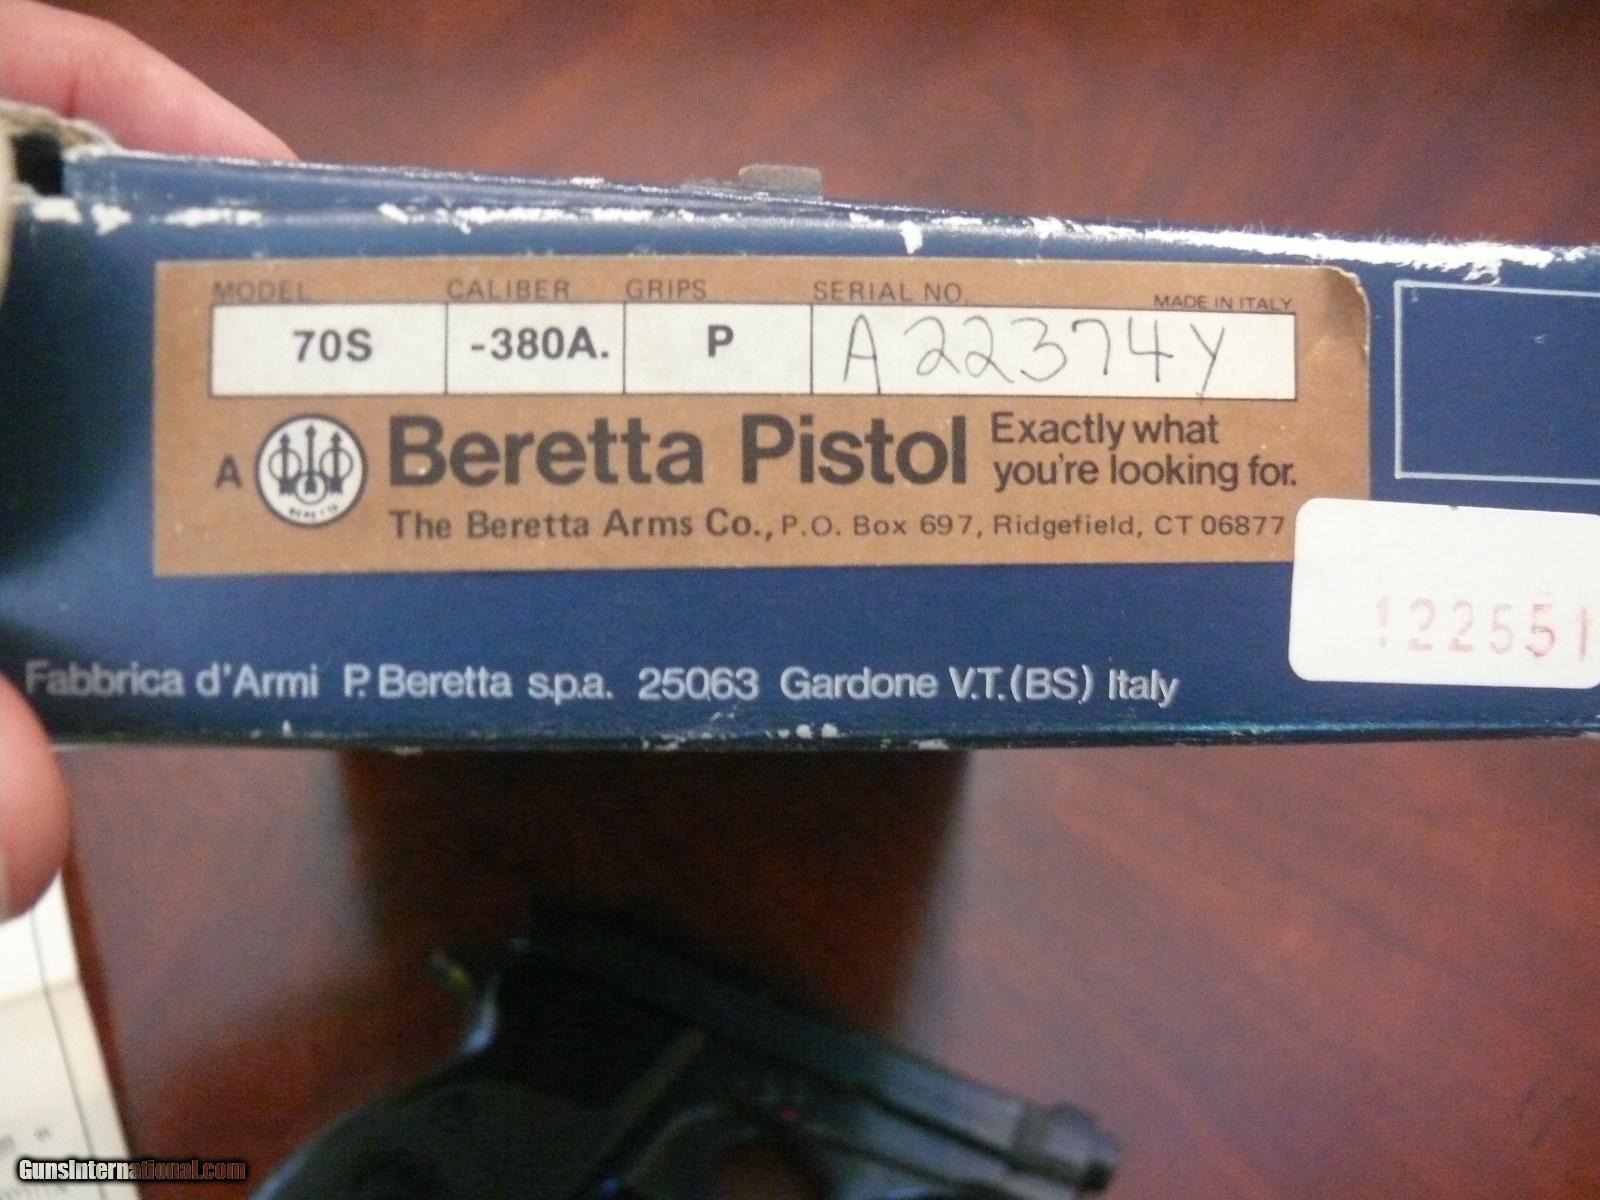 MODEL CALIBER GRIPS SERIAL NO. MADE IN ITALY
70S -380A. P A22374Y
A BERETTA Beretta Pistol Exactly what
you're looking for.
The Beretta Arms Co., P.O. Box 697, Ridgefield, CT 06877
122551
Fabbrica d'Armi P. Beretta s.p.a. 25063 Gardone V.T. (BS) Italy
GunsInternational.com